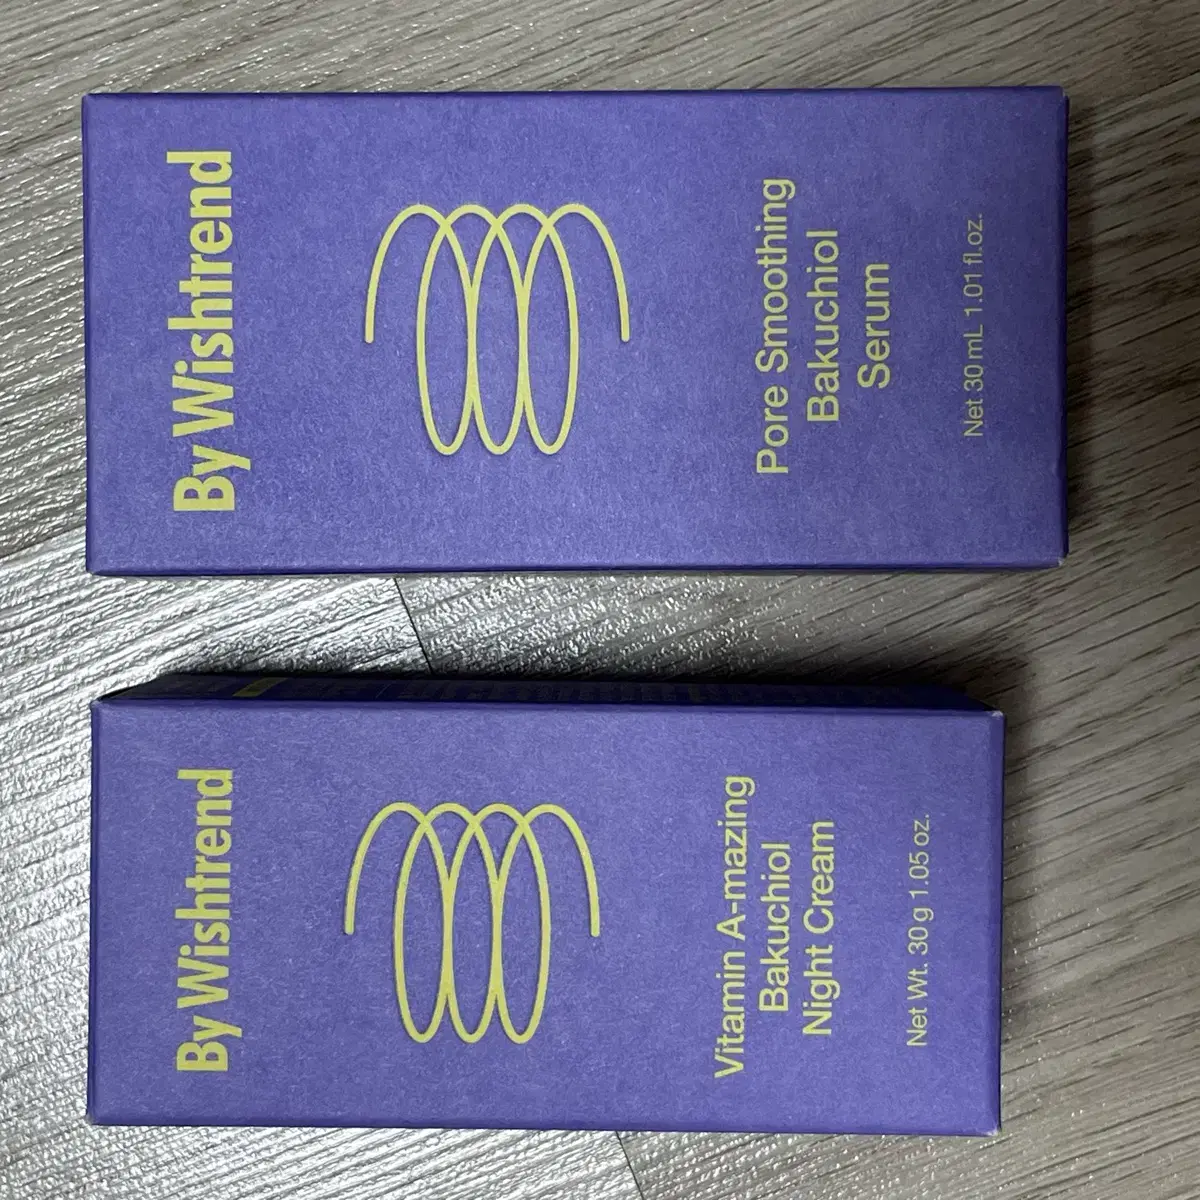 By Wishtrend
Pore Smoothing
Bakuchiol
Serum
Net 30 mL 1.01 fl.oz.
By Wishtrend
Vitamin A-mazing
Bakuchiol
Night Cream
Net Wt. 30 g 1.05 oz.